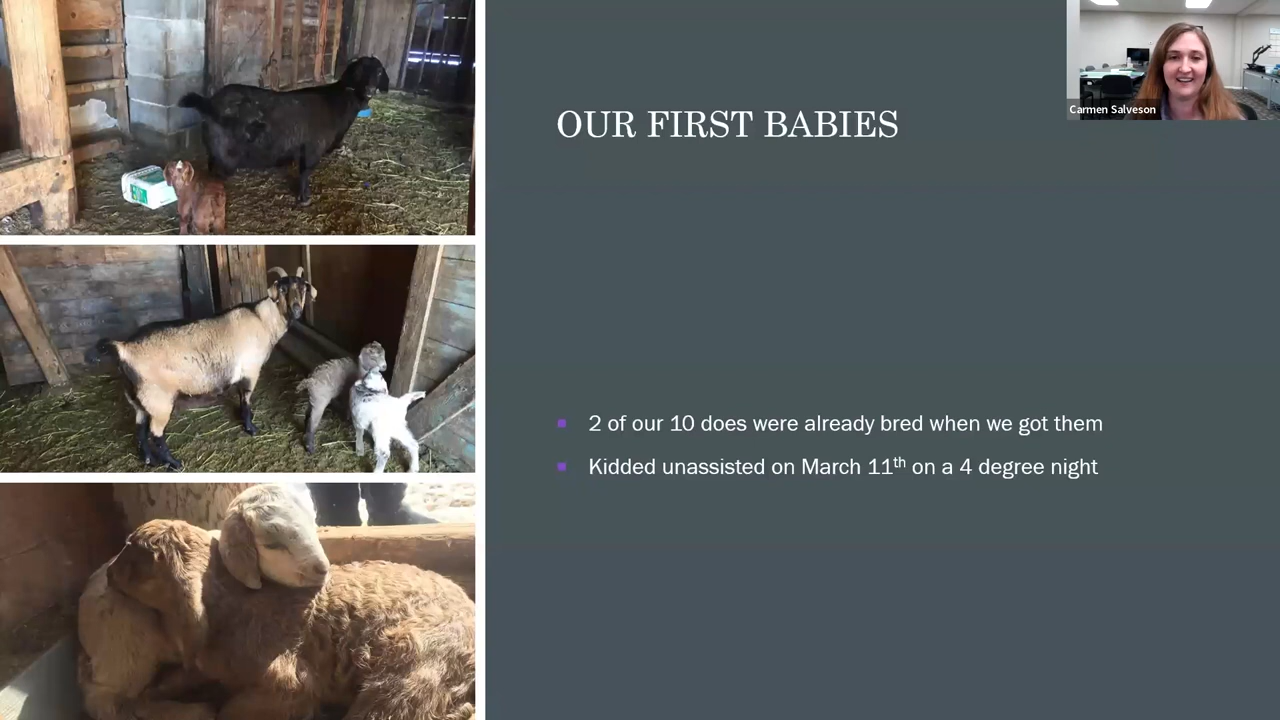 Carmen Salveson
OUR FIRST BABIES
2 of our 10 does were already bred when we got them
Kidded unassisted on March 11th on a 4 degree night